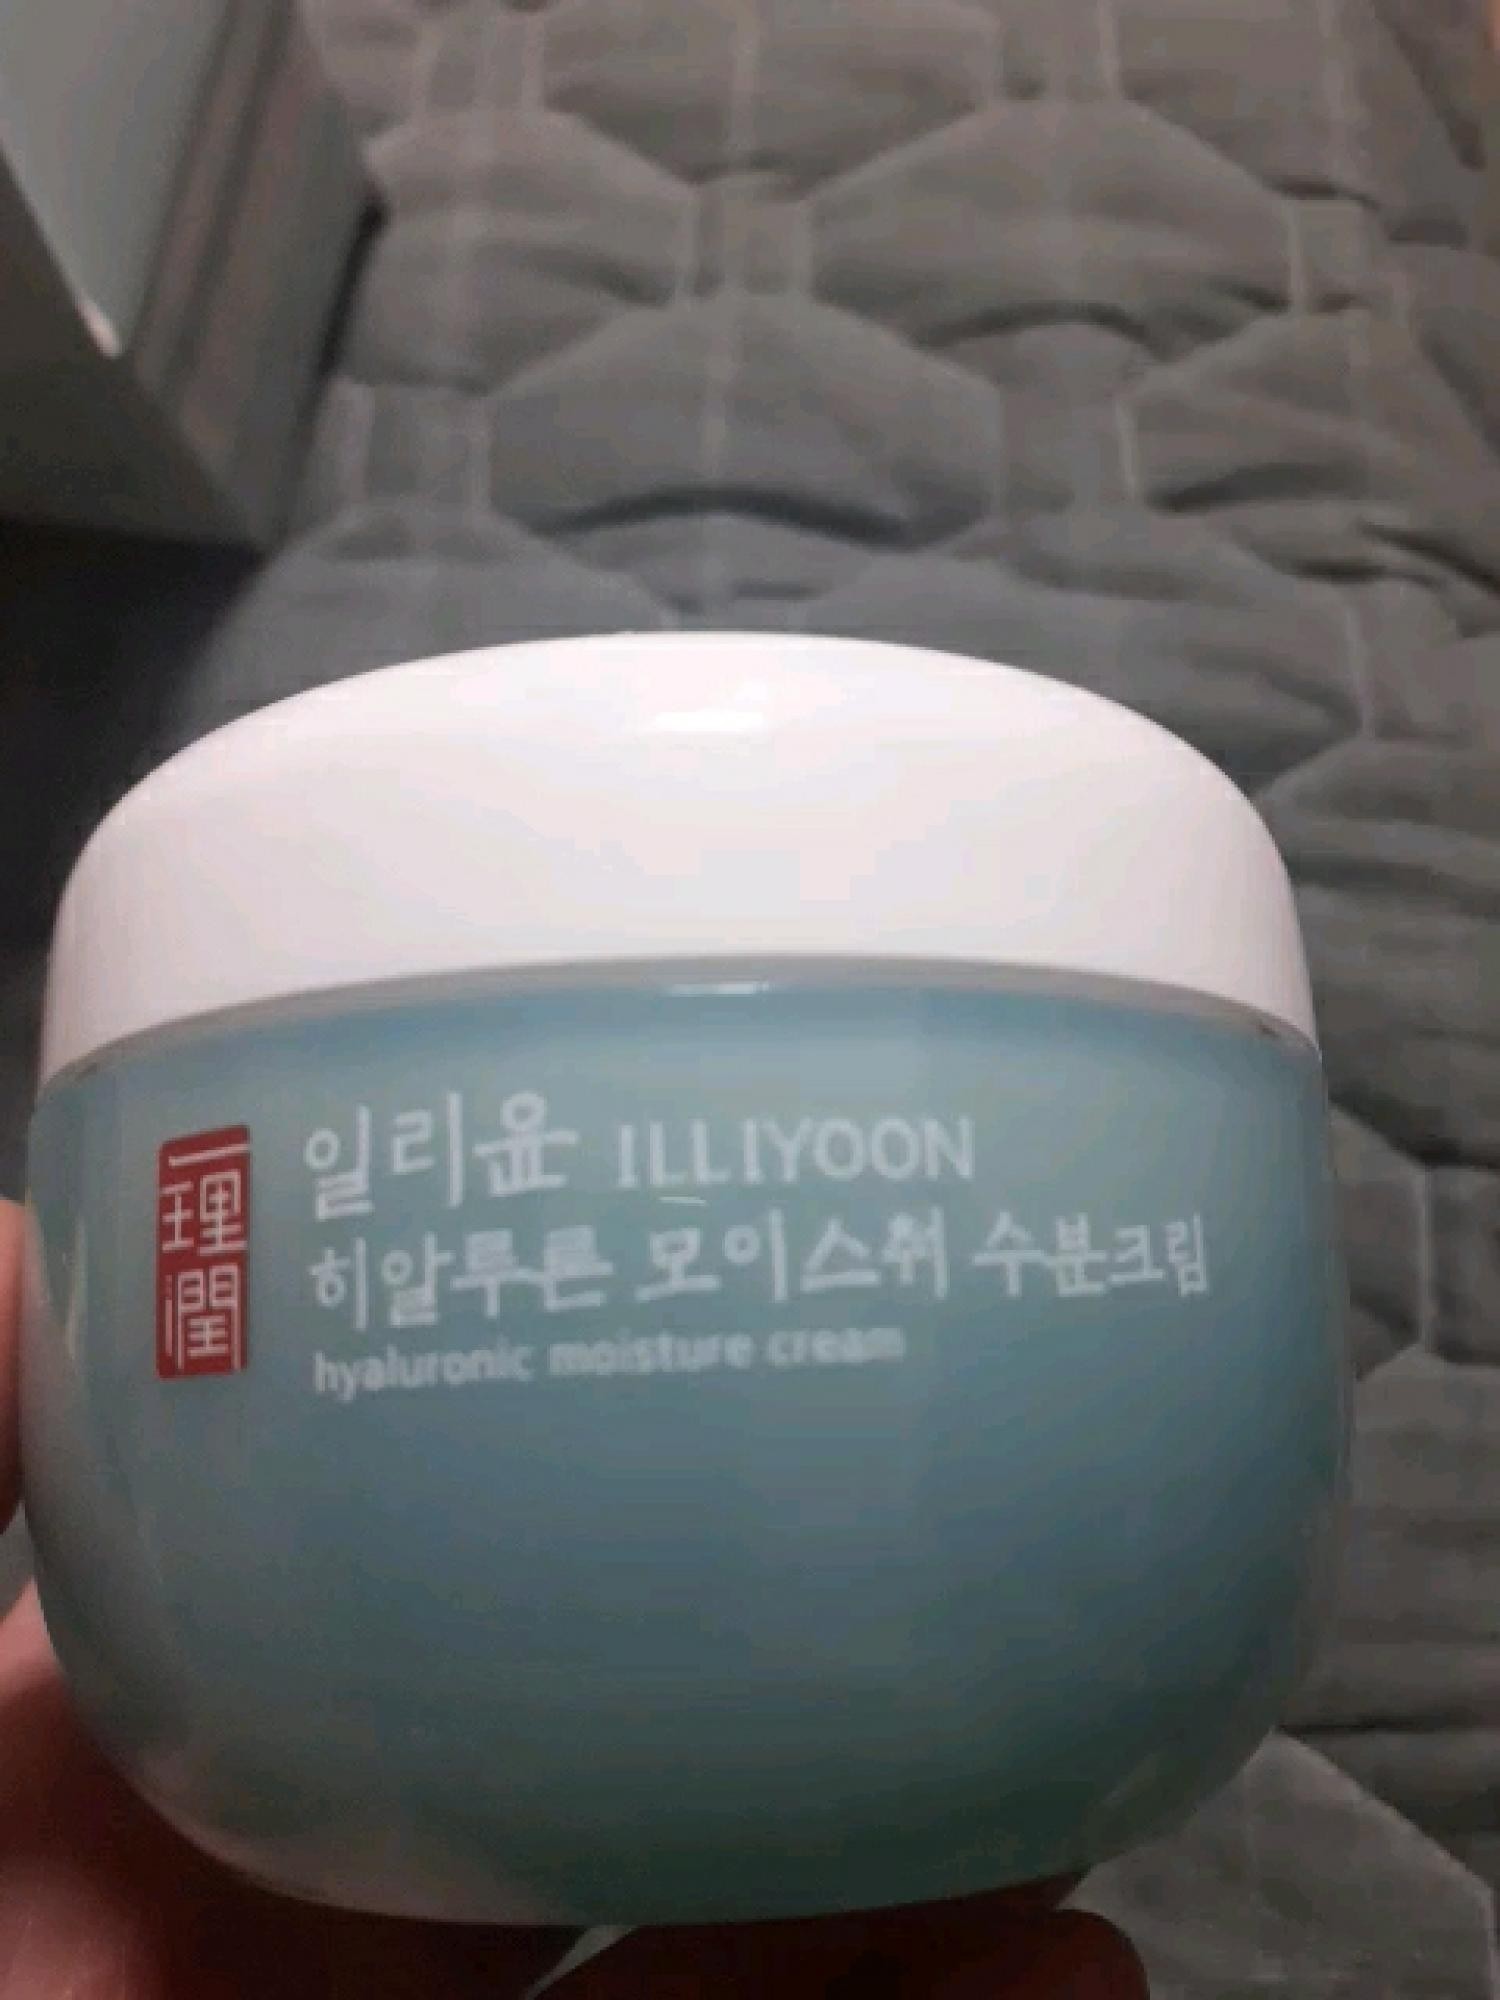 一理潤
일리윤 ILLIYOON
히알루론 모이스춰 수분크림
hyaluronic moisture cream